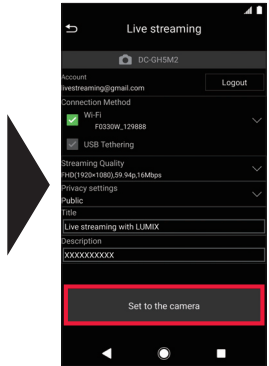 Live streaming
DC-GH5M2
Account
livestreaming@gmail.com
Logout
Connection Method
Wi-Fi
F0330W_129888
USB Tethering
Streaming Quality
FHD(1920×1080),59.94p,16Mbps
Privacy settings
Public
Title
Live streaming with LUMIX
Description
XXXXXXXXXX
Set to the camera